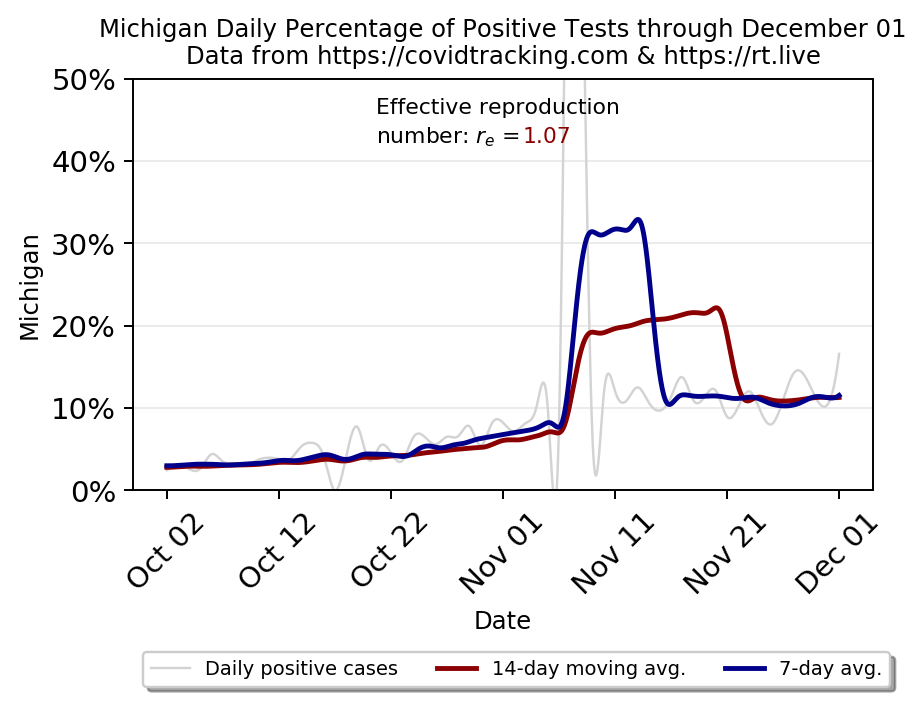 Michigan Daily Percentage of Positive Tests through December 01
Data from https://covidtracking.com & https://rt.live
50%
Effective reproduction
number: rₑ =1.07
40%
30%
20%
10%
0%
Michigan
Oct 02
Oct 12
Oct 22
Nov 01
Nov 11
Nov 21
Dec 01
Date
Daily positive cases
14-day moving avg.
7-day avg.